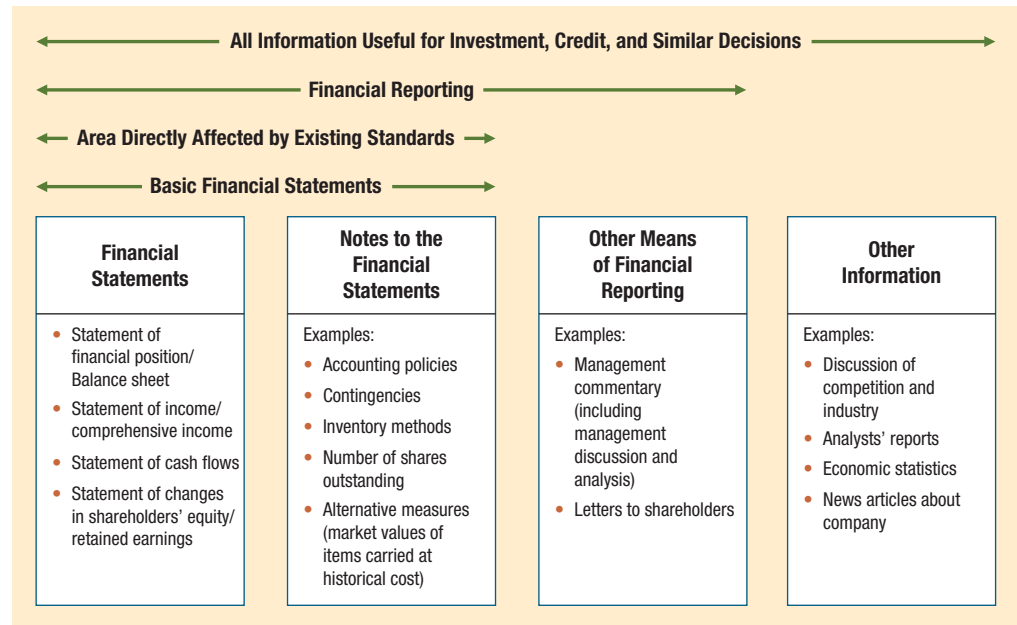 All Information Useful for Investment, Credit, and Similar Decisions
Financial Reporting
Area Directly Affected by Existing Standards
Basic Financial Statements
Financial
Statements
• Statement of
financial position/
Balance sheet
• Statement of income/
comprehensive income
• Statement of cash flows
• Statement of changes
in shareholders’ equity/
retained earnings
Notes to the
Financial
Statements
Examples:
• Accounting policies
• Contingencies
• Inventory methods
• Number of shares
outstanding
• Alternative measures
(market values of
items carried at
historical cost)
Other Means
of Financial
Reporting
Examples:
• Management
commentary
(including
management
discussion and
analysis)
• Letters to shareholders
Other
Information
Examples:
• Discussion of
competition and
industry
• Analysts’ reports
• Economic statistics
• News articles about
company